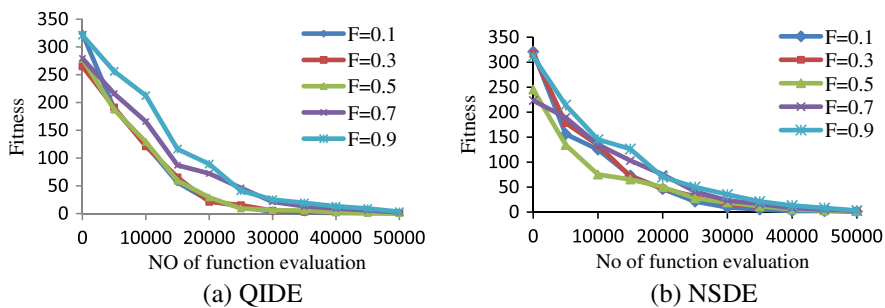 350
300
250
200
150
100
50
0
Fitness
0 10000 20000 30000 40000 50000
NO of function evaluation
F=0.1
F=0.3
F=0.5
F=0.7
F=0.9
(a) QIDE
350
300
250
200
150
100
50
0
Fitness
0 10000 20000 30000 40000 50000
No of function evaluation
F=0.1
F=0.3
F=0.5
F=0.7
F=0.9
(b) NSDE